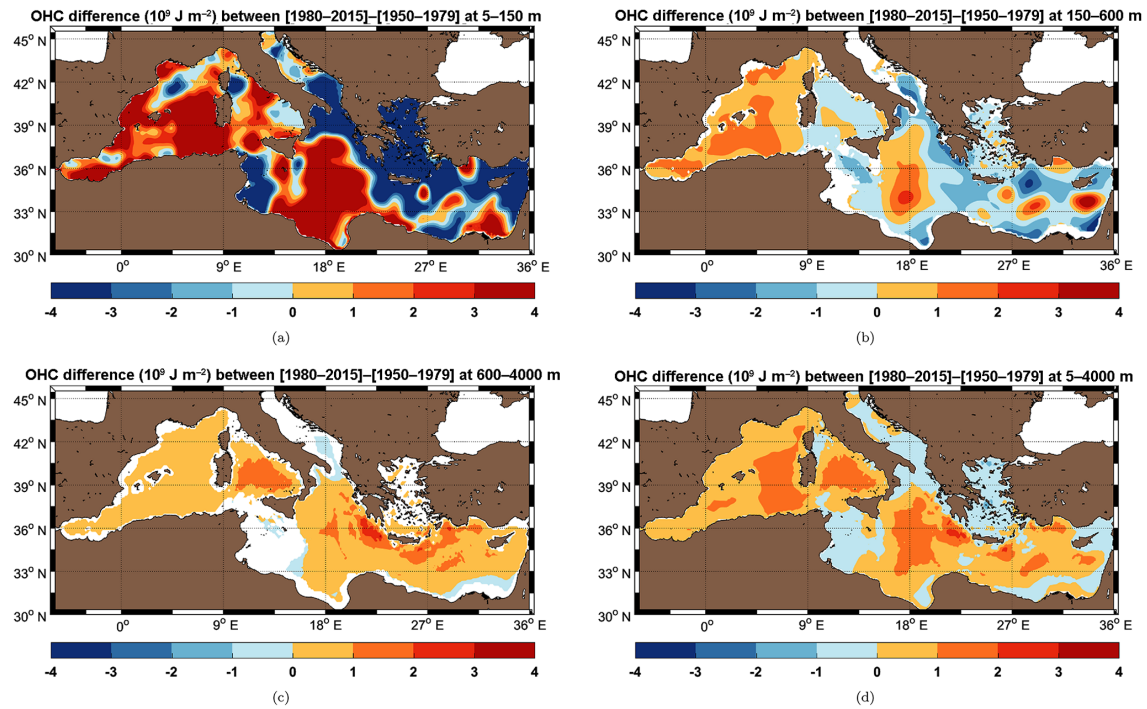 OHC difference (10⁹ J m⁻²) between [1980–2015]–[1950–1979] at 5–150 m
45° N
42° N
39° N
36° N
33° N
30° N
0° 9° E 18° E 27° E 36° E
-4 -3 -2 -1 0 1 2 3 4
(a)
OHC difference (10⁹ J m⁻²) between [1980–2015]–[1950–1979] at 150–600 m
45° N
42° N
39° N
36° N
33° N
30° N
0° 9° E 18° E 27° E 36° E
-4 -3 -2 -1 0 1 2 3 4
(b)
OHC difference (10⁹ J m⁻²) between [1980–2015]–[1950–1979] at 600–4000 m
45° N
42° N
39° N
36° N
33° N
30° N
0° 9° E 18° E 27° E 36° E
-4 -3 -2 -1 0 1 2 3 4
(c)
OHC difference (10⁹ J m⁻²) between [1980–2015]–[1950–1979] at 5–4000 m
45° N
42° N
39° N
36° N
33° N
30° N
0° 9° E 18° E 27° E 36° E
-4 -3 -2 -1 0 1 2 3 4
(d)